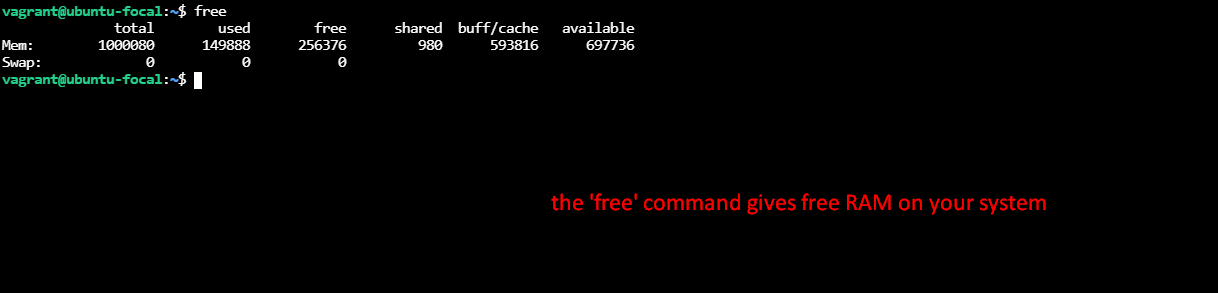 vagrant@ubuntu-focal:~$ free
              total        used        free      shared  buff/cache   available
Mem:        1000080      149888      256376         980      593816      697736
Swap:             0           0           0
vagrant@ubuntu-focal:~$
the 'free' command gives free RAM on your system